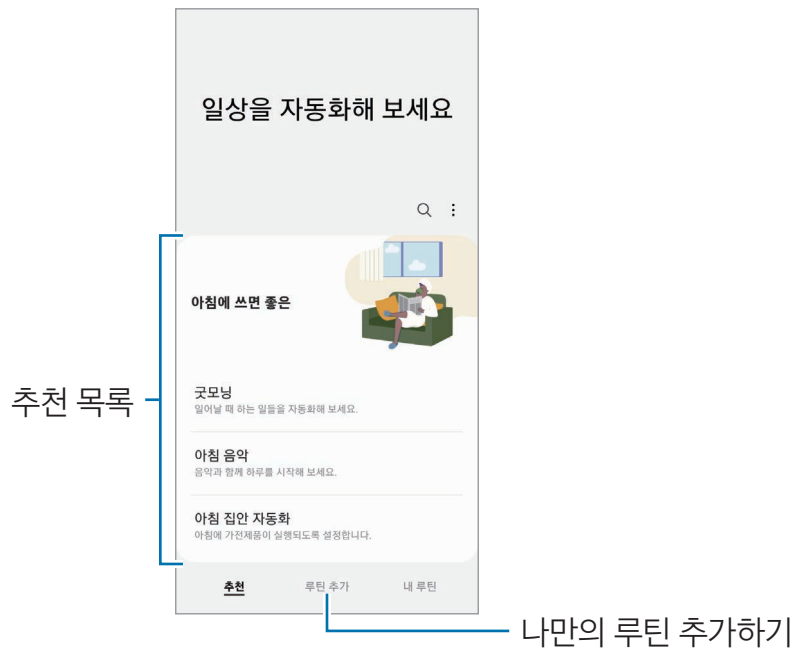 일상을 자동화해 보세요
아침에 쓰면 좋은
추천 목록
굿모닝
일어날 때 하는 일들을 자동화해 보세요.
아침 음악
음악과 함께 하루를 시작해 보세요.
아침 집안 자동화
아침에 가전제품이 실행되도록 설정합니다.
추천
루틴 추가
내 루틴
나만의 루틴 추가하기